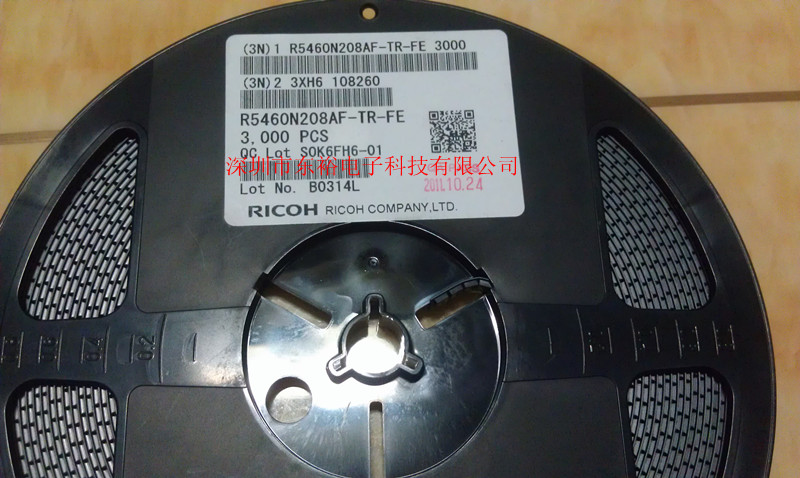 (3N)1 R5460N208AF-TR-FE 3000
(3N)2 3XH6 108260
R5460N208AF-TR-FE
3,000 PCS
QC Lot S0K6FH6-01
深圳市东裕电子科技有限公司
Lot No. B0314L
2011.10.24
RICOH RICOH COMPANY,LTD.
04
02